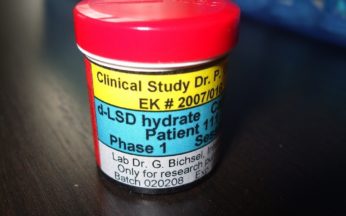 Clinical Study Dr. P.
EK # 2007/01
d-LSD hydrate
Patient 11
Phase 1
Lab Dr. G. Bichsel,
Only for research
Batch 020208